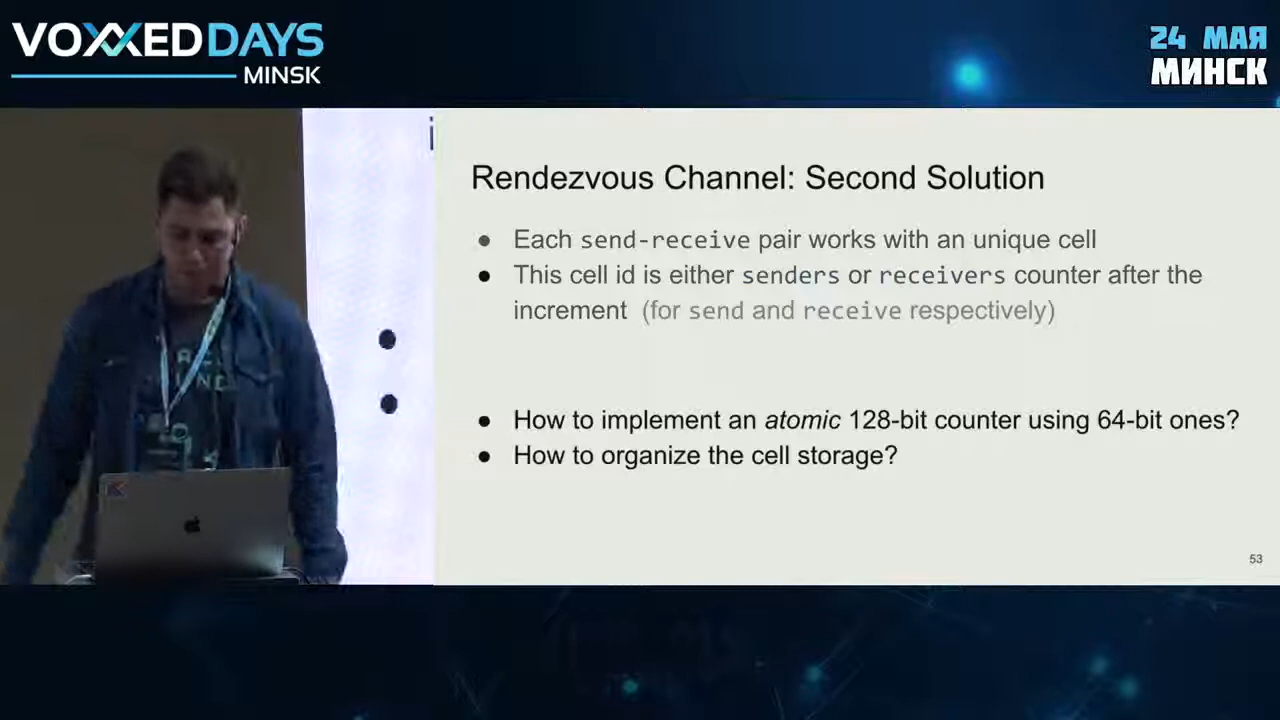 VOXXEDDAYS
MINSK
24 МАЯ
МИНСК
Rendezvous Channel: Second Solution
● Each send-receive pair works with an unique cell
● This cell id is either senders or receivers counter after the
increment (for send and receive respectively)
● How to implement an atomic 128-bit counter using 64-bit ones?
● How to organize the cell storage?
53